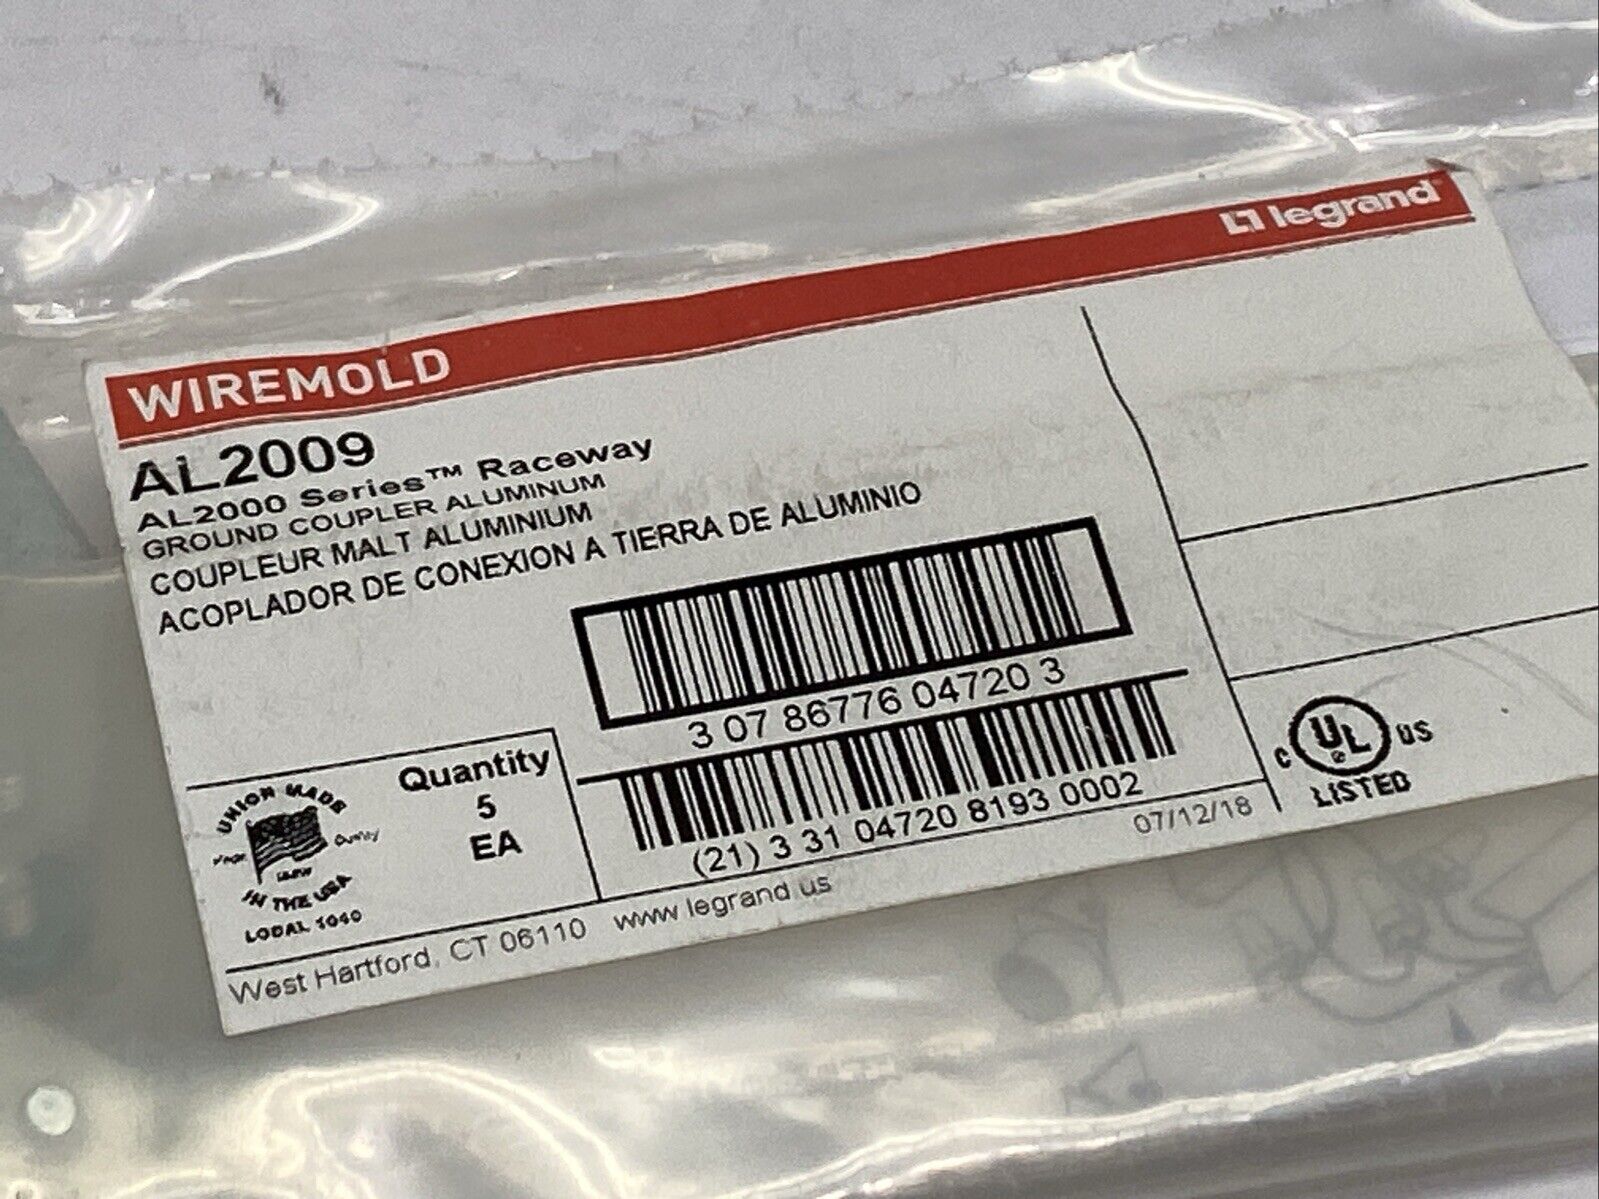 legrand
WIREMOLD
AL2009
AL2000 Series™ Raceway
GROUND COUPLER ALUMINUM
COUPLEUR MALT ALUMINIUM
ACOPLADOR DE CONEXION A TIERRA DE ALUMINIO
3 07 86776 04720 3
(21) 3 31 04720 8193 0002
07/12/18
Quantity
5
EA
UNION MADE
Quality
IBEW
IN THE USA
LOCAL 1040
West Hartford, CT 06110 www legrand us
C UL US
LISTED